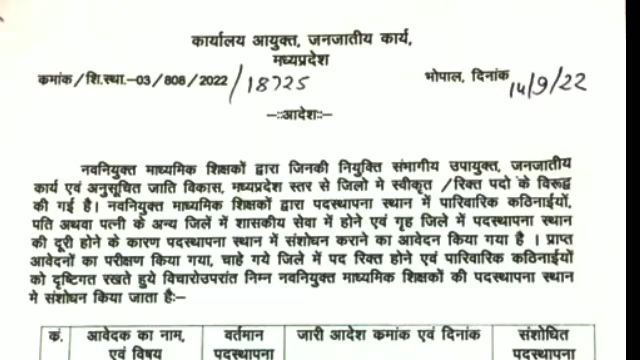 कार्यालय आयुक्त, जनजातीय कार्य,
मध्यप्रदेश
कमांक/शि.स्था.-03/808/2022/18725 भोपाल, दिनांक 14/9/22
-::आदेश::-
नवनियुक्त माध्यमिक शिक्षकों द्वारा जिनकी नियुक्ति संभागीय उपायुक्त, जनजातीय
कार्य एवं अनुसूचित जाति विकास, मध्यप्रदेश स्तर से जिलो मे स्वीकृत /रिक्त पदो के विरूद्ध
की गई है। नवनियुक्त माध्यमिक शिक्षकों द्वारा पदस्थापना स्थान में पारिवारिक कठिनाईयों,
पति अथवा पत्नी के अन्य जिलें में शासकीय सेवा में होने एवं गृह जिले में पदस्थापना स्थान
की दूरी होने के कारण पदस्थापना स्थान में संशोधन कराने का आवेदन किया गया है । प्राप्त
आवेदनों का परीक्षण किया गया, चाहे गये जिले में पद रिक्त होने एवं पारिवारिक कठिनाईयों
को दृष्टिगत रखते हुये विचारोउपरांत निम्न नवनियुक्त माध्यमिक शिक्षकों की पदस्थापना स्थान
मे संशोधन किया जाता हैः-
कं. आवेदक का नाम, वर्तमान जारी आदेश कमांक एवं दिनांक संशोधित
एवं विषय पदस्थापना पदस्थापना